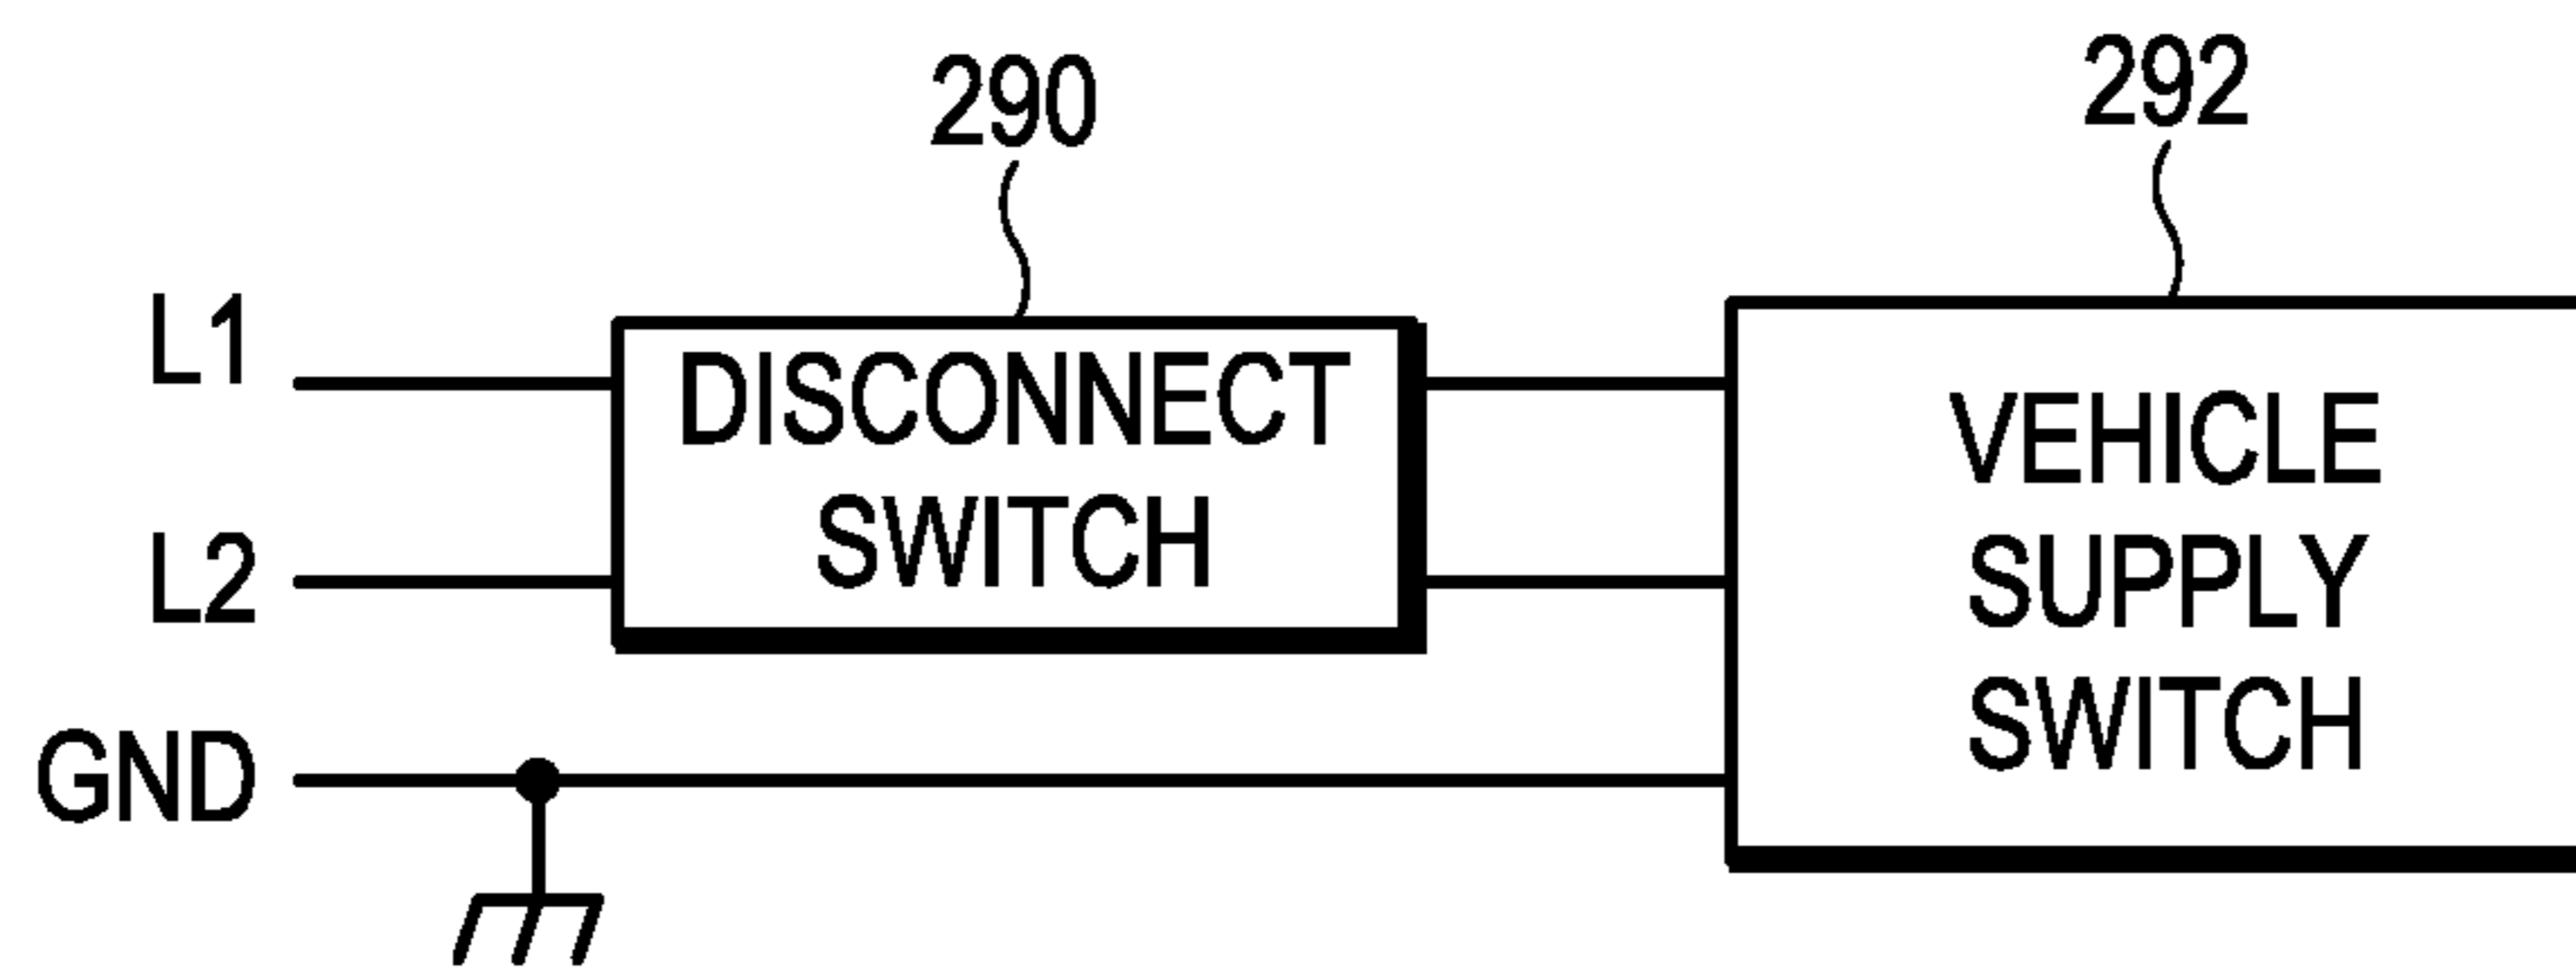 290
292
L1
DISCONNECT
SWITCH
L2
GND
VEHICLE
SUPPLY
SWITCH